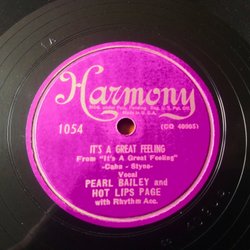 Harmony
1054
(CO 40965)
IT'S A GREAT FEELING
From "It's A Great Feeling"
-Cahn - Styne-
Vocal
PEARL BAILEY and
HOT LIPS PAGE
with Rhythm Acc.